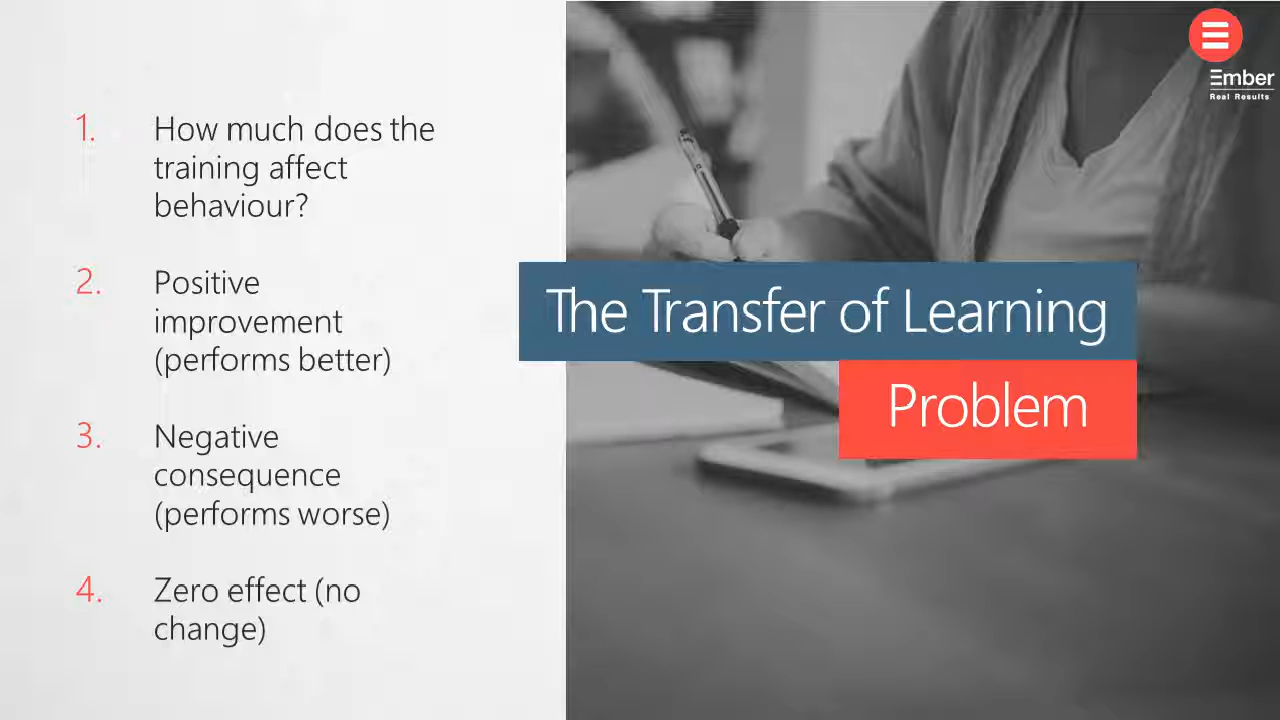 1. How much does the
training affect
behaviour?
2. Positive
improvement
(performs better)
3. Negative
consequence
(performs worse)
4. Zero effect (no
change)
The Transfer of Learning
Problem
Ember
Real Results